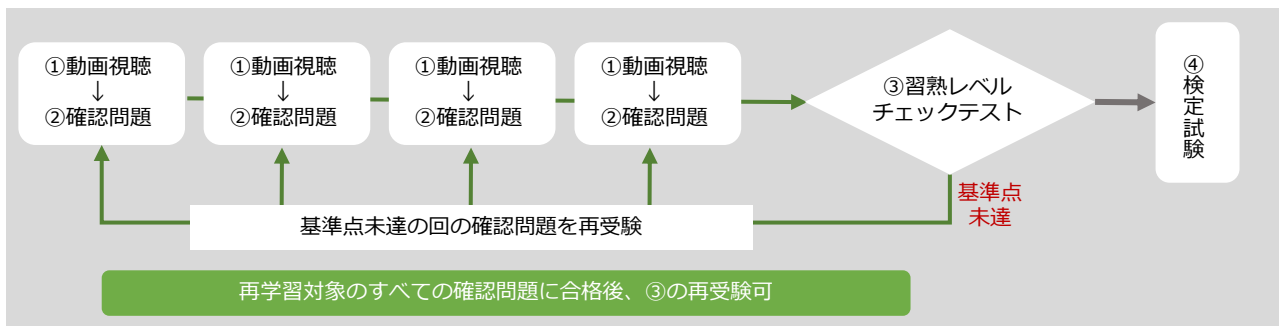 ①動画視聴
↓
②確認問題
①動画視聴
↓
②確認問題
①動画視聴
↓
②確認問題
①動画視聴
↓
②確認問題
③習熟レベル
チェックテスト
④検定試験
基準点
未達
基準点未達の回の確認問題を再受験
再学習対象のすべての確認問題に合格後、③の再受験可